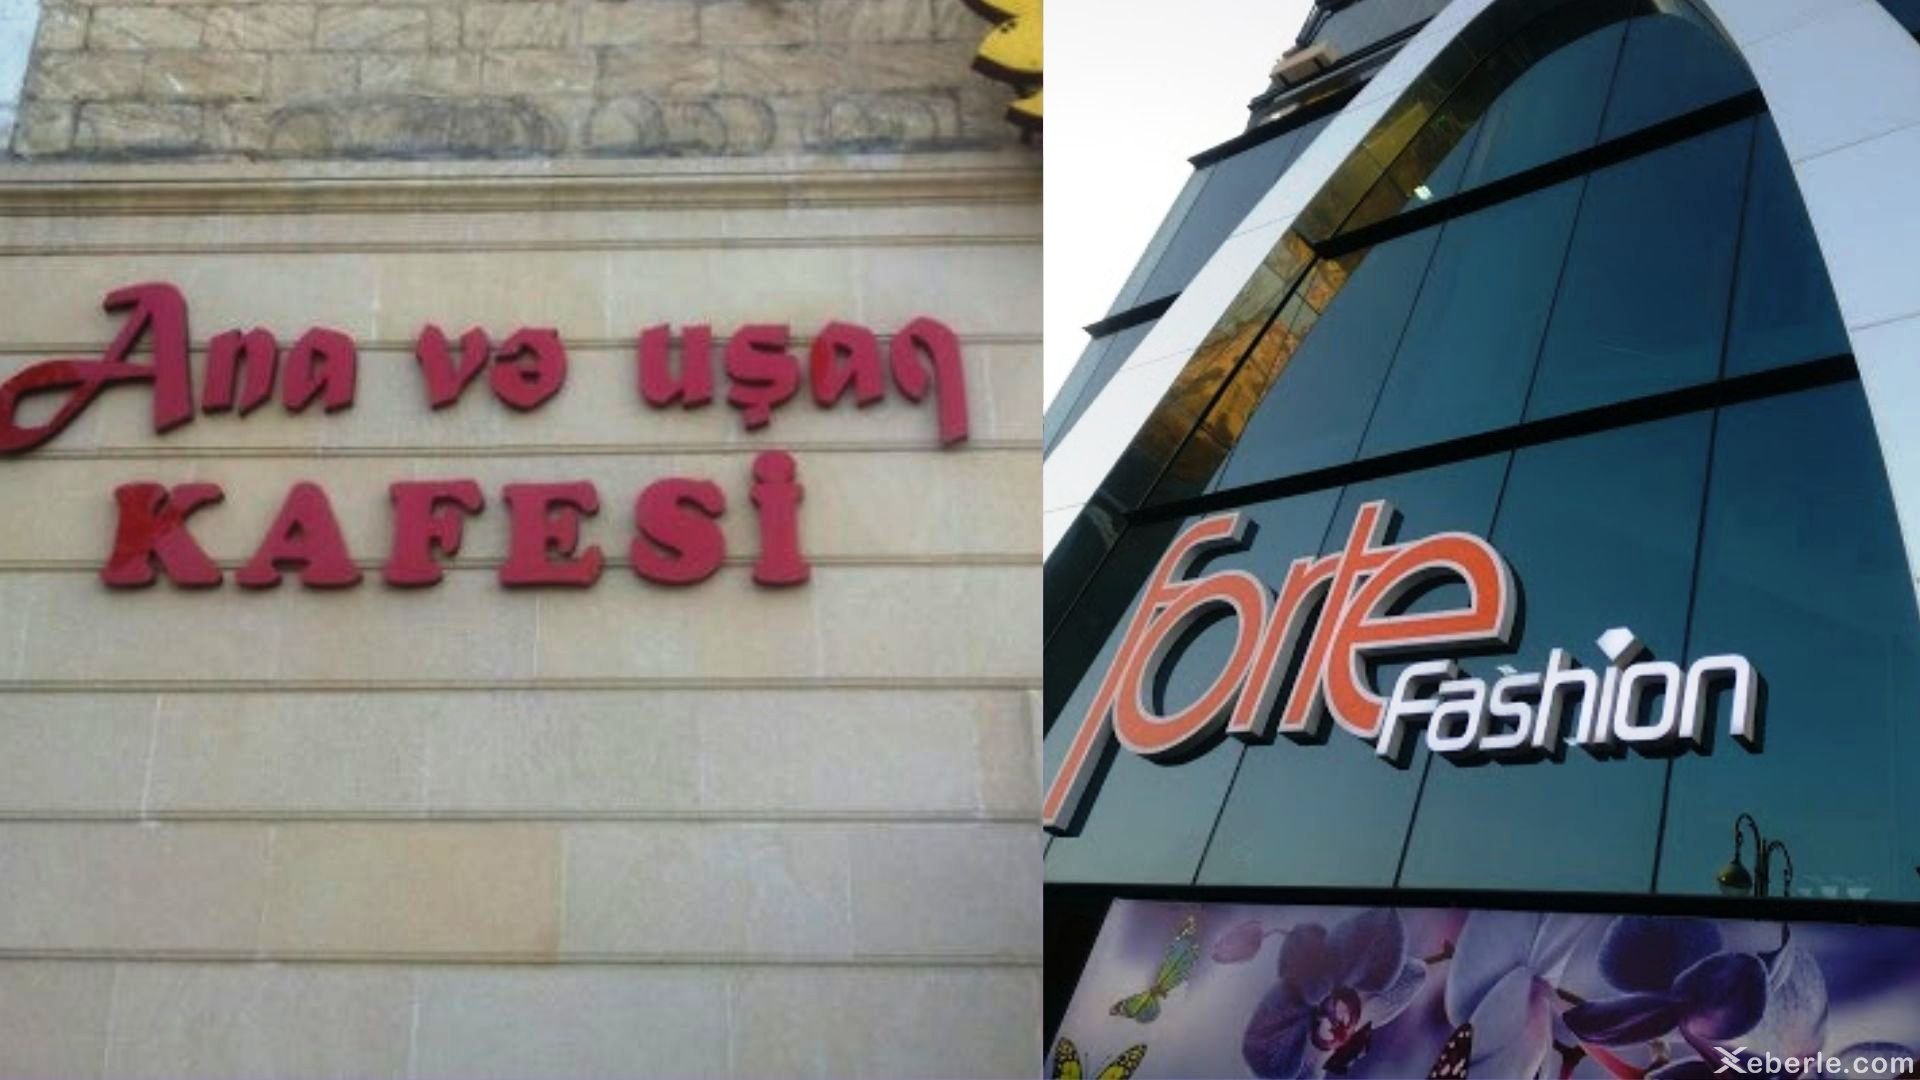 Ana və uşaq
KAFESİ
forte
fashion
Xeberle.com